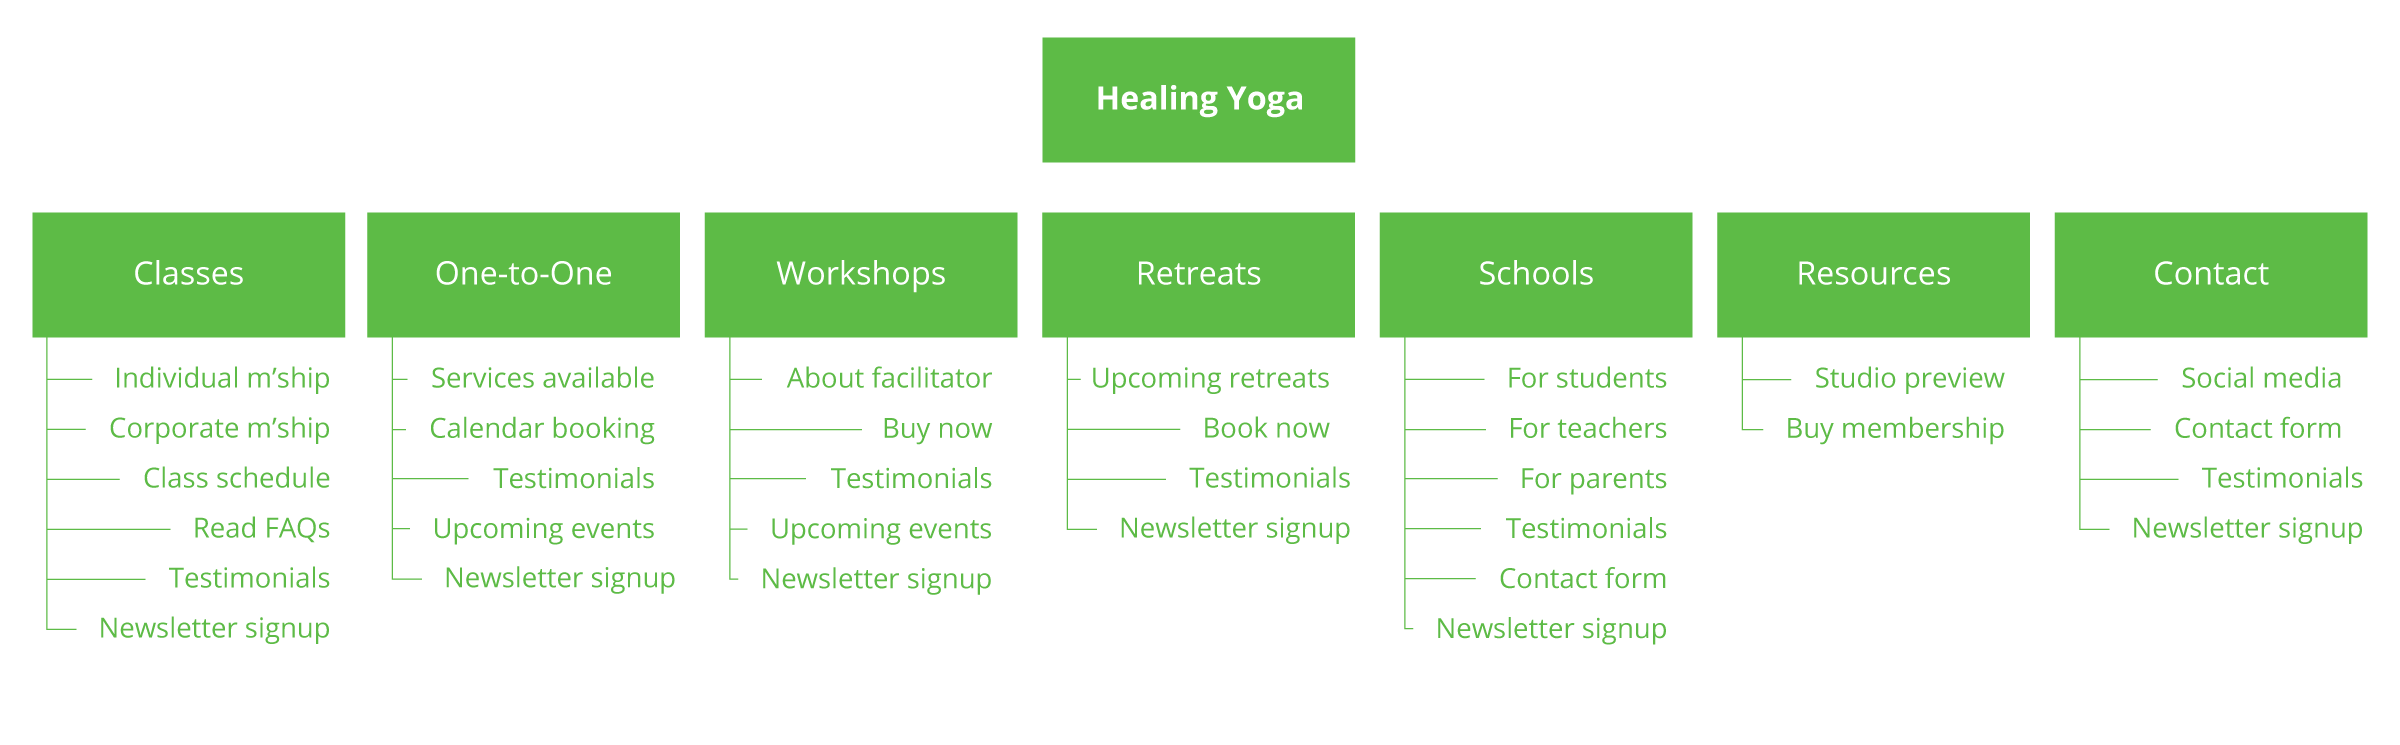 Healing Yoga
Classes
Individual m’ship
Corporate m’ship
Class schedule
Read FAQs
Testimonials
Newsletter signup
One-to-One
Services available
Calendar booking
Testimonials
Upcoming events
Newsletter signup
Workshops
About facilitator
Buy now
Testimonials
Upcoming events
Newsletter signup
Retreats
Upcoming retreats
Book now
Testimonials
Newsletter signup
Schools
For students
For teachers
For parents
Testimonials
Contact form
Newsletter signup
Resources
Studio preview
Buy membership
Contact
Social media
Contact form
Testimonials
Newsletter signup